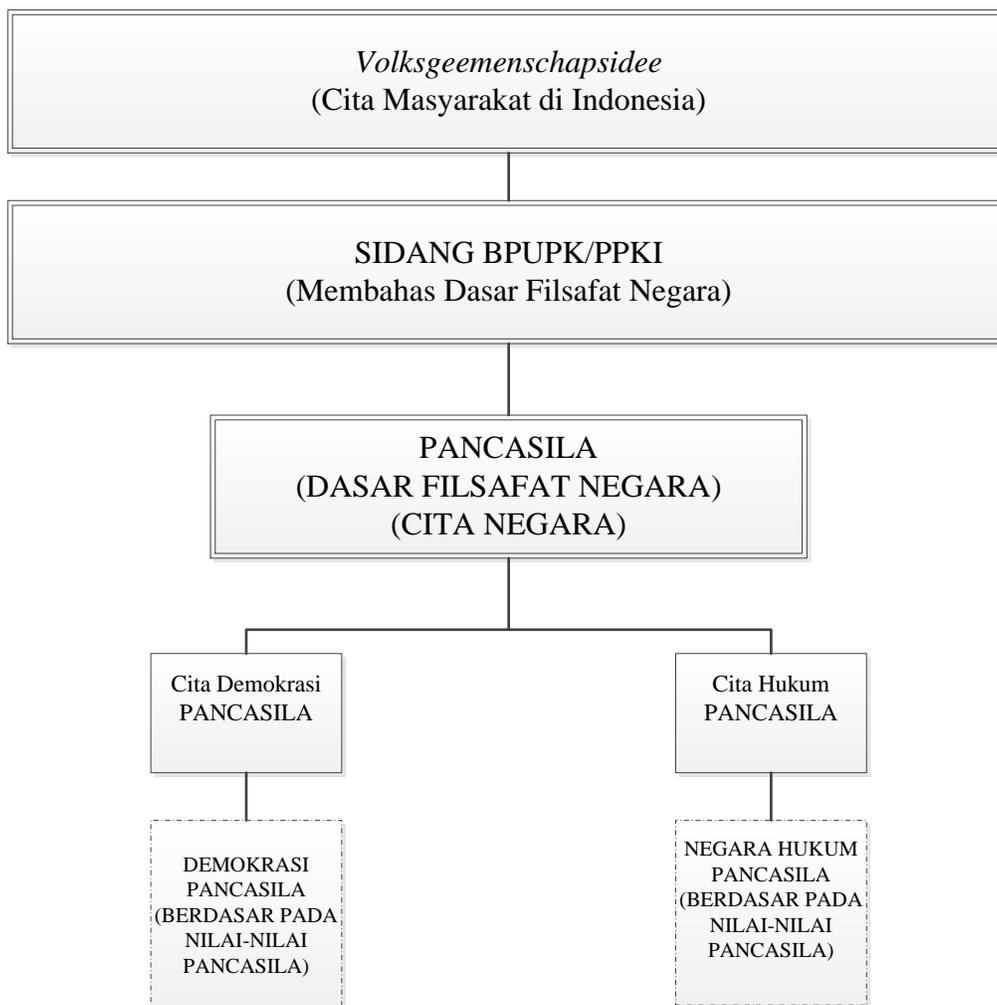 Volksgeemenschapsidee
(Cita Masyarakat di Indonesia)
SIDANG BPUPK/PPKI
(Membahas Dasar Filsafat Negara)
PANCASILA
(DASAR FILSAFAT NEGARA)
(CITA NEGARA)
Cita Demokrasi
PANCASILA
Cita Hukum
PANCASILA
DEMOKRASI
PANCASILA
(BERDASAR PADA
NILAI-NILAI
PANCASILA)
NEGARA HUKUM
PANCASILA
(BERDASAR PADA
NILAI-NILAI
PANCASILA)